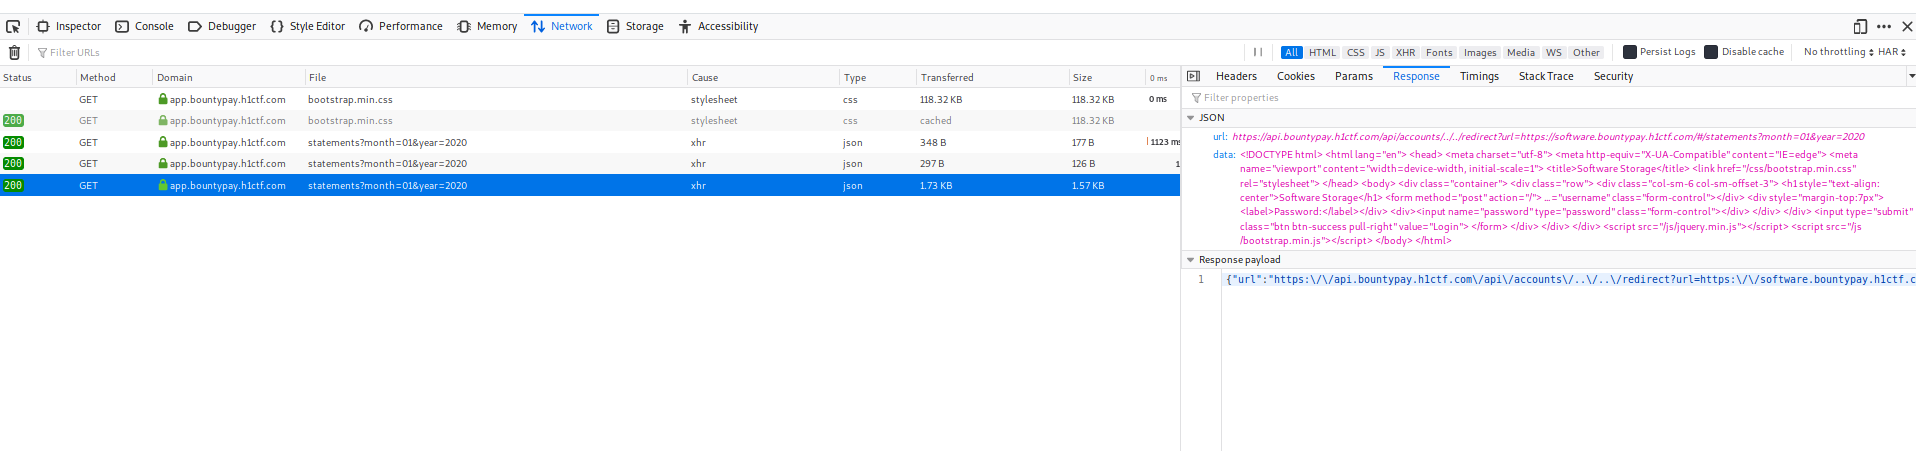 Inspector Console Debugger Style Editor Performance Memory Network Storage Accessibility
Filter URLs All HTML CSS JS XHR Fonts Images Media WS Other Persist Logs Disable cache No throttling HAR
Status Method Domain File Cause Type Transferred Size 0 ms
GET app.bountypay.h1ctf.com bootstrap.min.css stylesheet css 118.32 KB 118.32 KB 0 ms
200 GET app.bountypay.h1ctf.com bootstrap.min.css stylesheet css cached 118.32 KB
200 GET app.bountypay.h1ctf.com statements?month=01&year=2020 xhr json 348 B 177 B 1123 ms
200 GET app.bountypay.h1ctf.com statements?month=01&year=2020 xhr json 297 B 126 B 1
200 GET app.bountypay.h1ctf.com statements?month=01&year=2020 xhr json 1.73 KB 1.57 KB
Headers Cookies Params Response Timings Stack Trace Security
Filter properties
JSON
url: https://api.bountypay.h1ctf.com/api/accounts/../../redirect?url=https://software.bountypay.h1ctf.com/#/statements?month=01&year=2020
data: <!DOCTYPE html> <html lang="en"> <head> <meta charset="utf-8"> <meta http-equiv="X-UA-Compatible" content="IE=edge"> <meta
name="viewport" content="width=device-width, initial-scale=1"> <title>Software Storage</title> <link href="/css/bootstrap.min.css"
rel="stylesheet"> </head> <body> <div class="container"> <div class="row"> <div class="col-sm-6 col-sm-offset-3"> <h1 style="text-align:
center">Software Storage</h1> <form method="post" action="/"> …="username" class="form-control"></div> <div style="margin-top:7px">
<label>Password:</label></div> <div><input name="password" type="password" class="form-control"></div> </div> </div> <input type="submit"
class="btn btn-success pull-right" value="Login"> </form> </div> </div> </div> <script src="/js/jquery.min.js"></script> <script src="/js
/bootstrap.min.js"></script> </body> </html>
Response payload
1 {"url":"https:\/\/api.bountypay.h1ctf.com\/api\/accounts\/..\/..\/redirect?url=https:\/\/software.bountypay.h1ctf.c